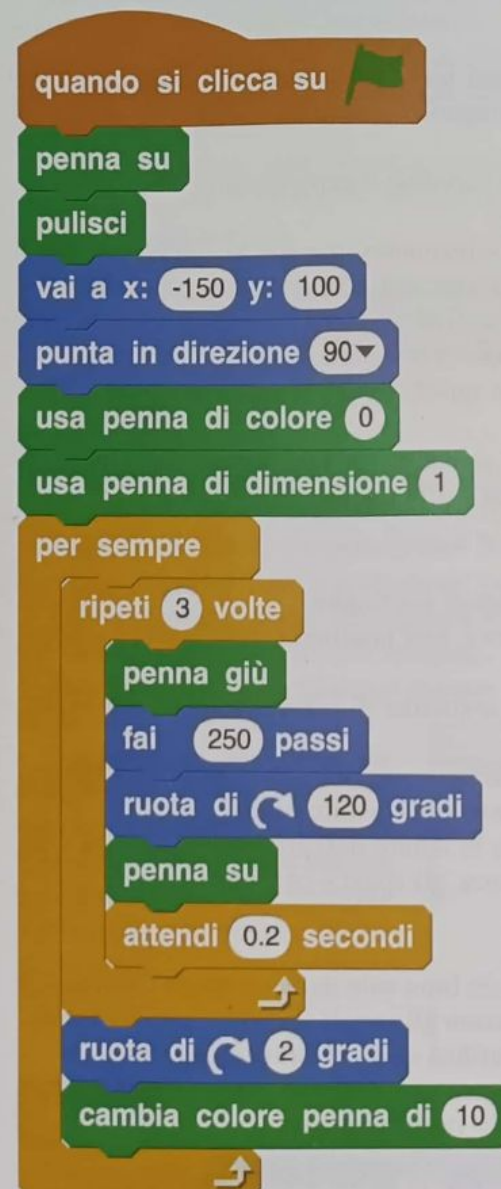 quando si clicca su
penna su
pulisci
vai a x: -150 y: 100
punta in direzione 90
usa penna di colore 0
usa penna di dimensione 1
per sempre
ripeti 3 volte
penna giù
fai 250 passi
ruota di 120 gradi
penna su
attendi 0.2 secondi
ruota di 2 gradi
cambia colore penna di 10